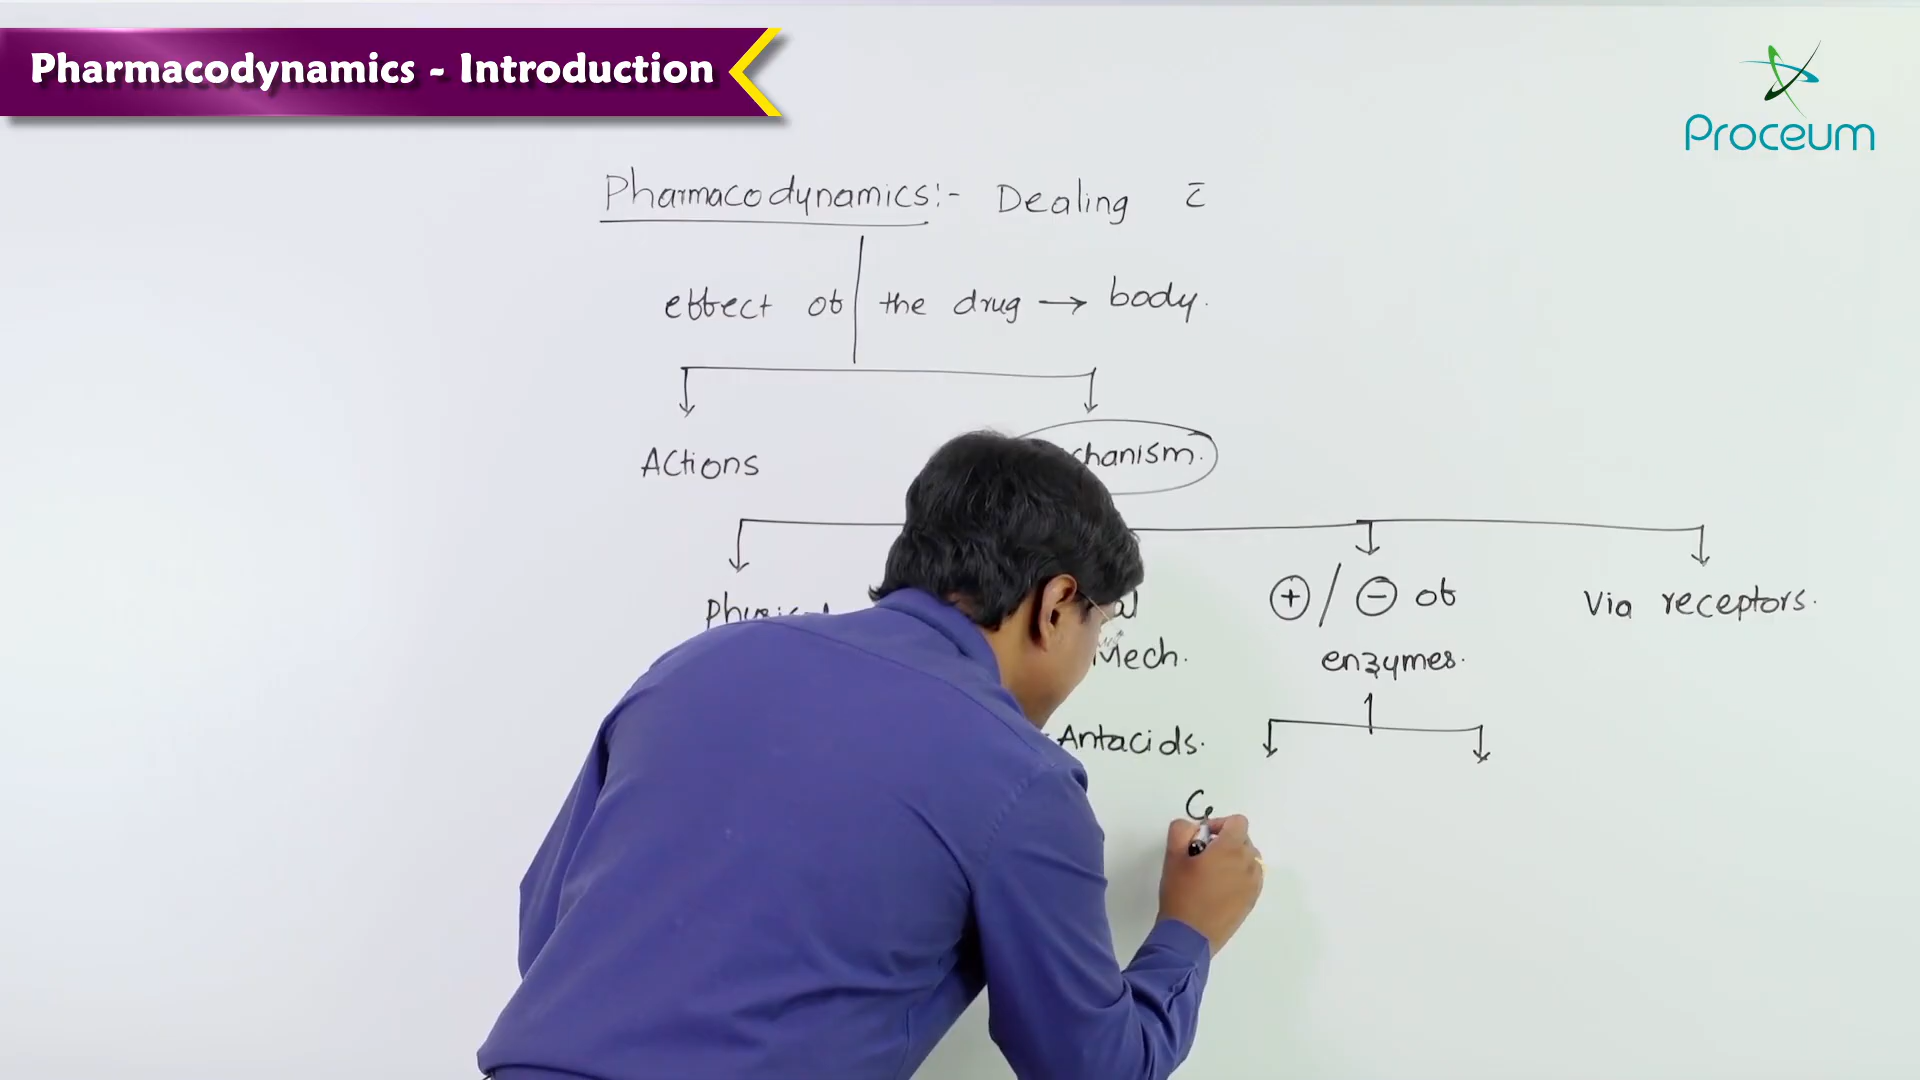 Pharmacodynamics - Introduction
Proceum
Pharmacodynamics:- Dealing c̄
effect of the drug → body.
Actions
chanism.
⊕/⊖ of
enzymes.
Via receptors.
Mech.
Antacids.